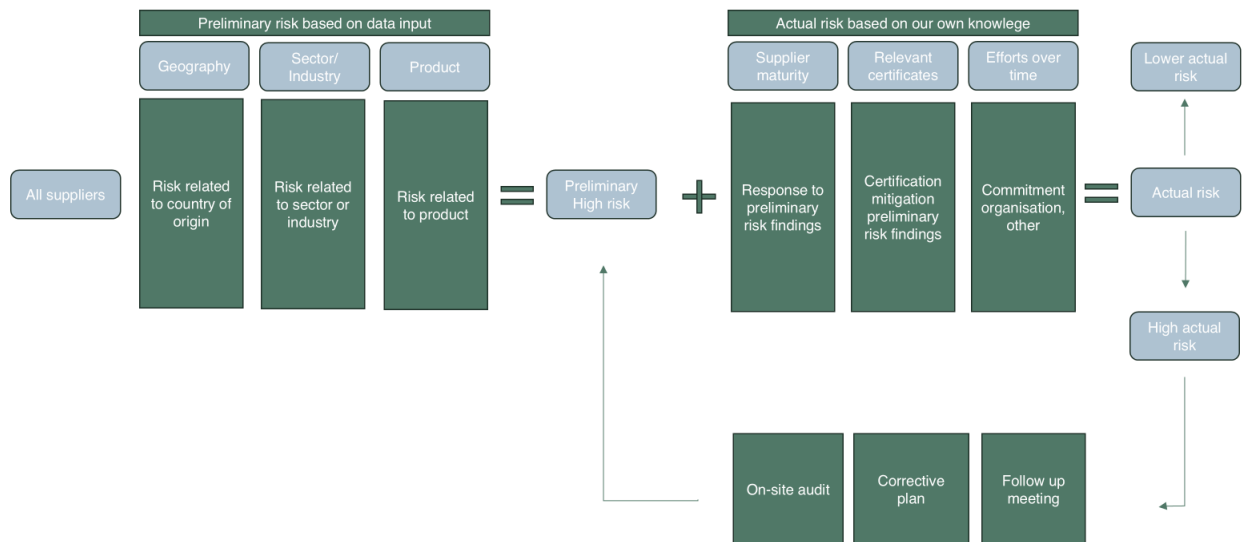 Preliminary risk based on data input
Actual risk based on our own knowlege
Geography
Sector/
Industry
Product
Supplier
maturity
Relevant
certificates
Efforts over
time
Lower actual
risk
All suppliers
Risk related
to country of
origin
Risk related
to sector or
industry
Risk related
to product
=
Preliminary
High risk
+
Response to
preliminary
risk findings
Certification
mitigation
preliminary
risk findings
Commitment
organisation,
other
=
Actual risk
High actual
risk
On-site audit
Corrective
plan
Follow up
meeting